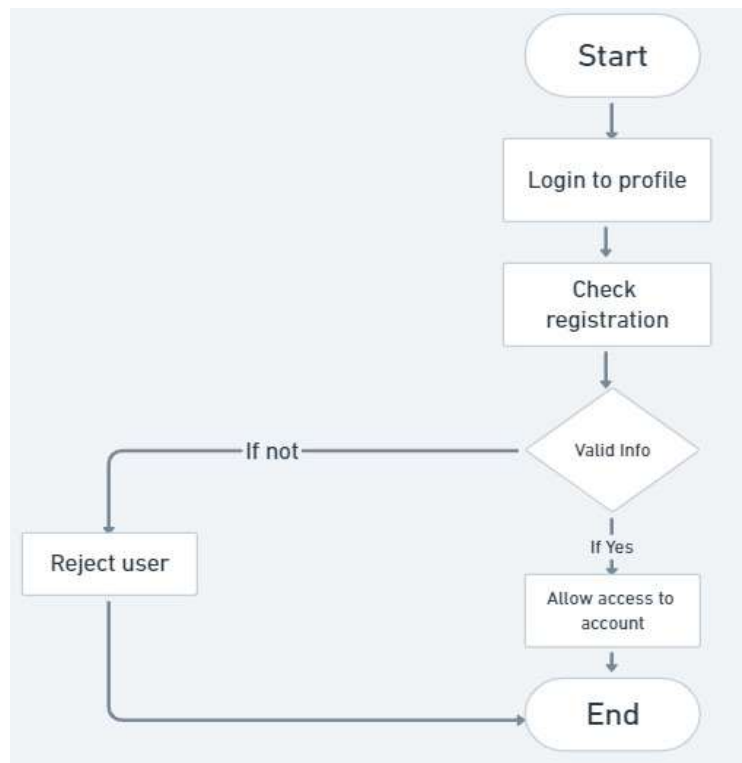 Start
Login to profile
Check
registration
Valid Info
If not
If Yes
Reject user
Allow access to
account
End